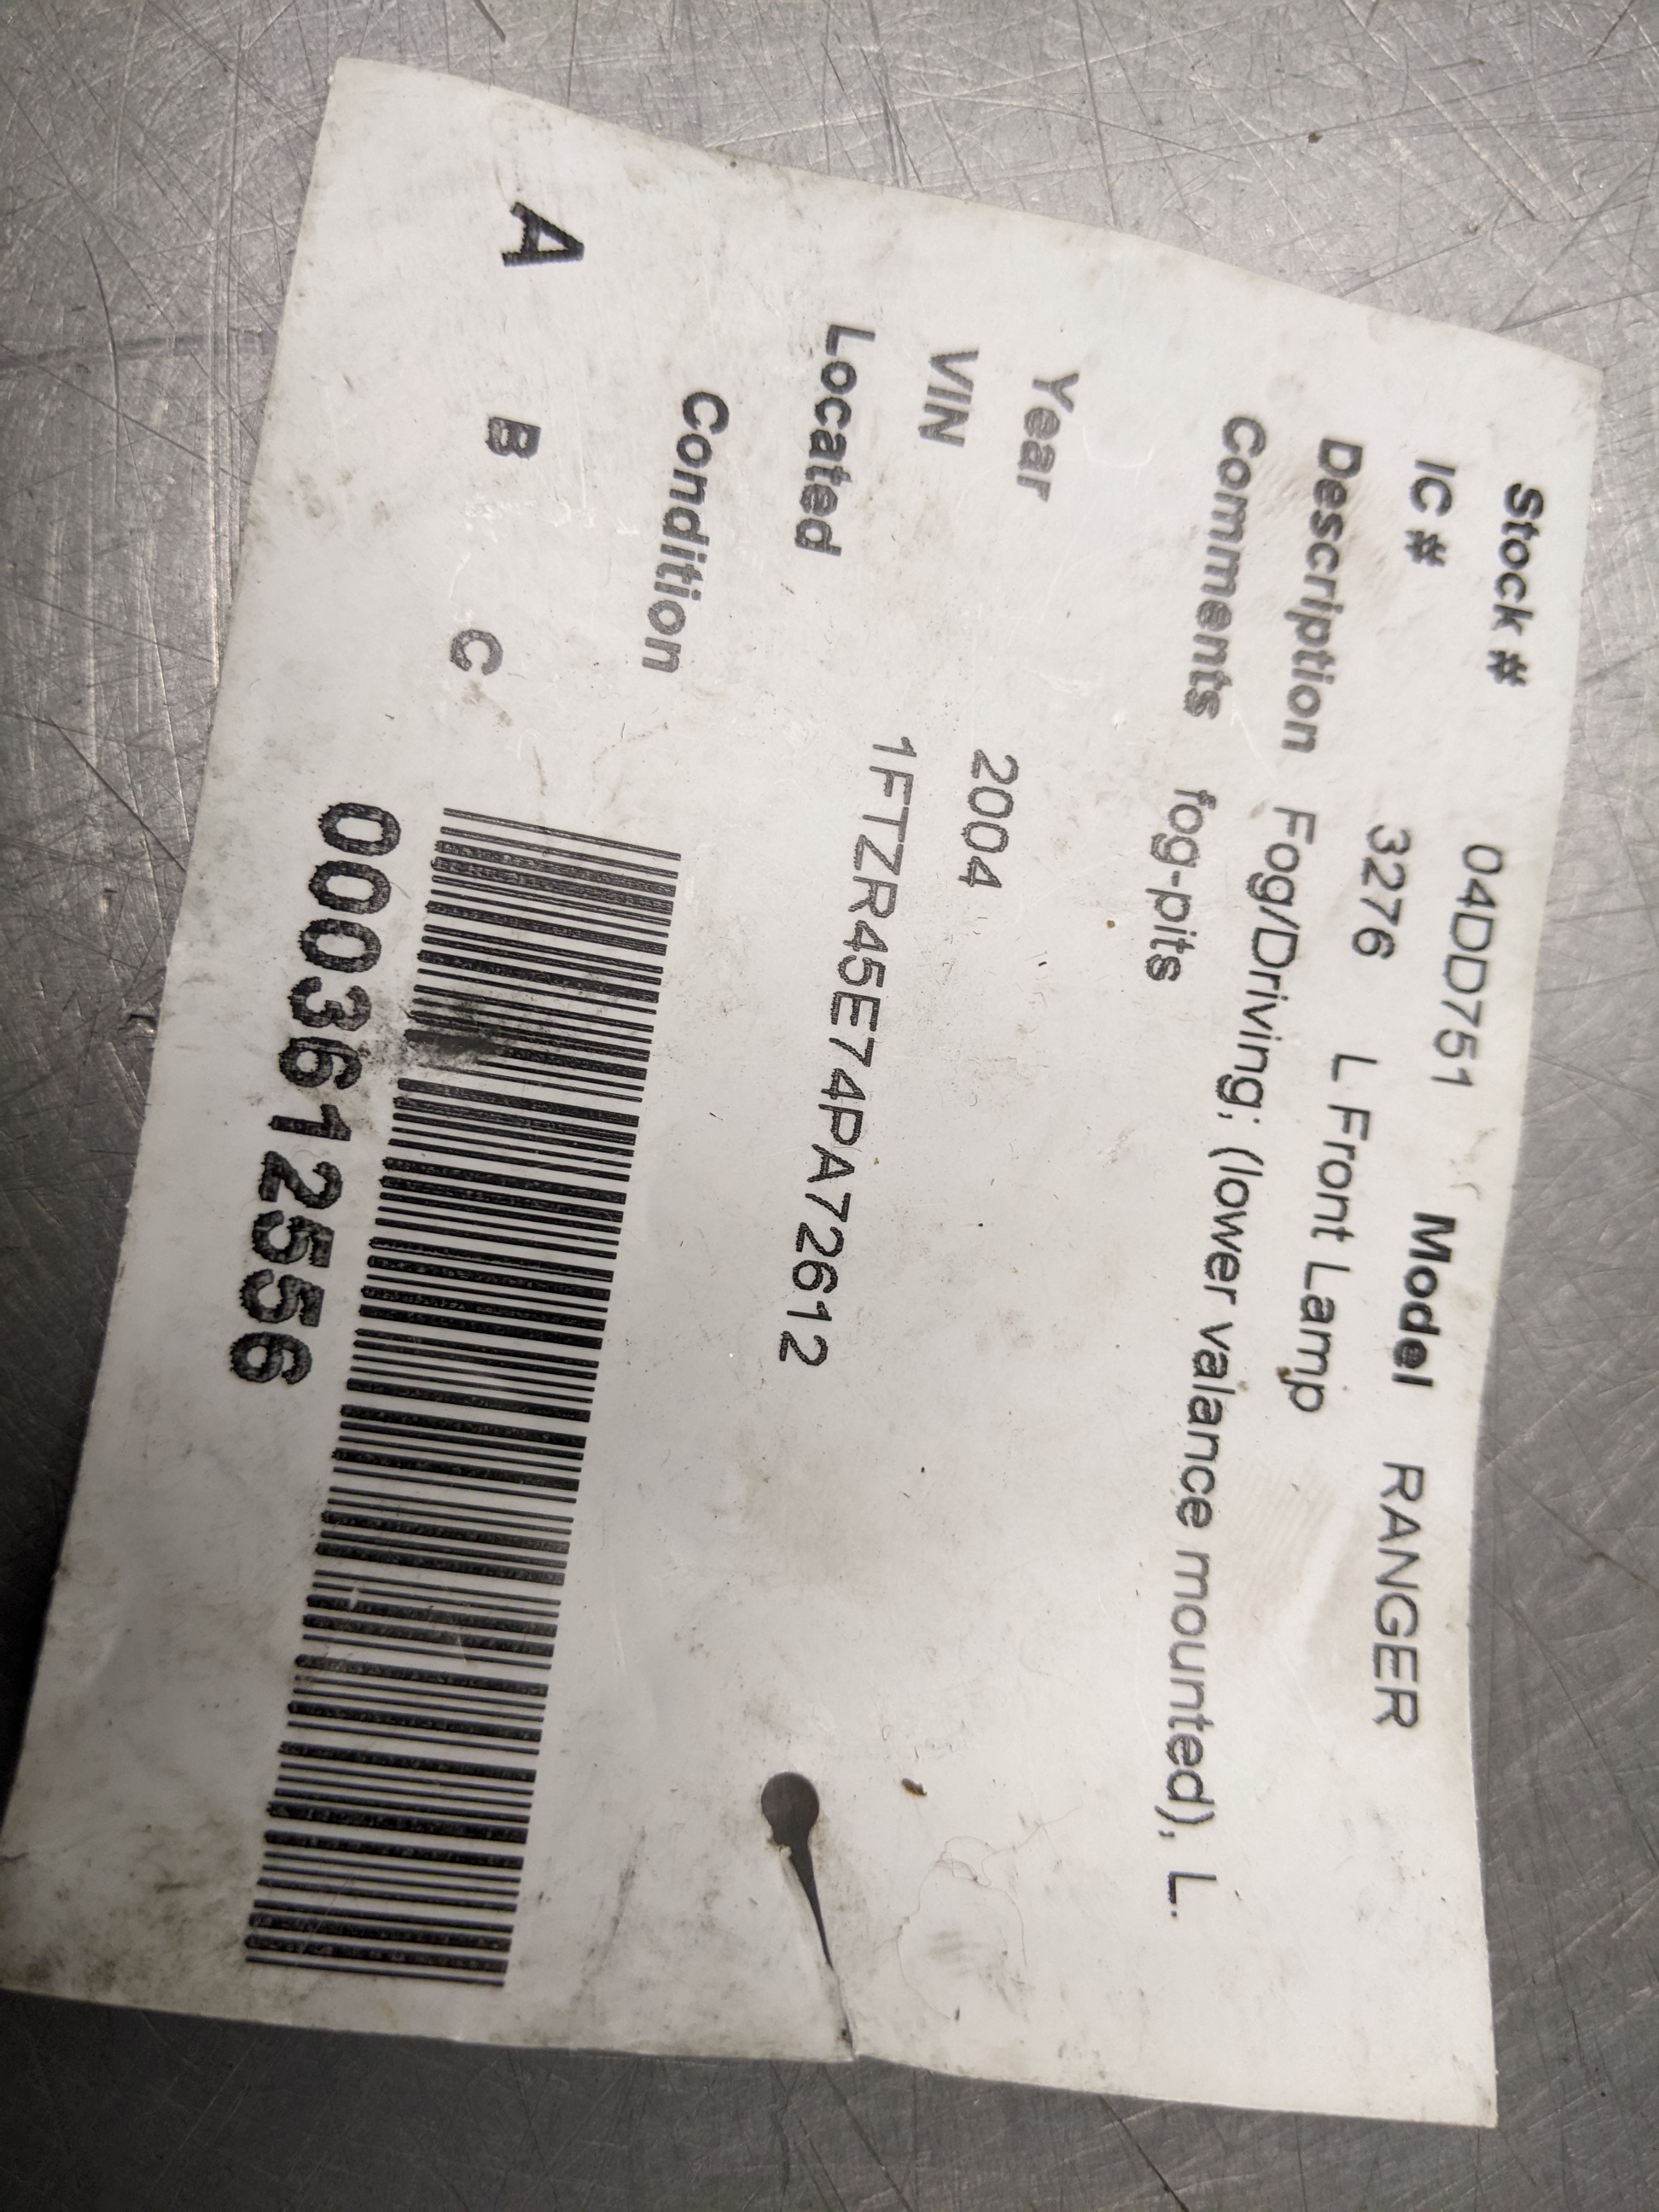 Stock # 04DD751 Model RANGER
IC # 3276 L Front Lamp
Description Fog/Driving; (lower valance mounted), L.
Comments fog-pits
Year 2004
VIN 1FTZR45E74PA72612
Located
Condition
A B C
0003612556